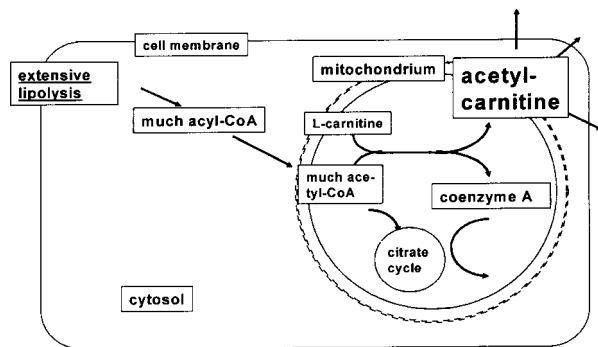 cell membrane
extensive
lipolysis
mitochondrium
acetyl-
carnitine
much acyl-CoA
L-carnitine
much ace-
tyl-CoA
coenzyme A
citrate
cycle
cytosol